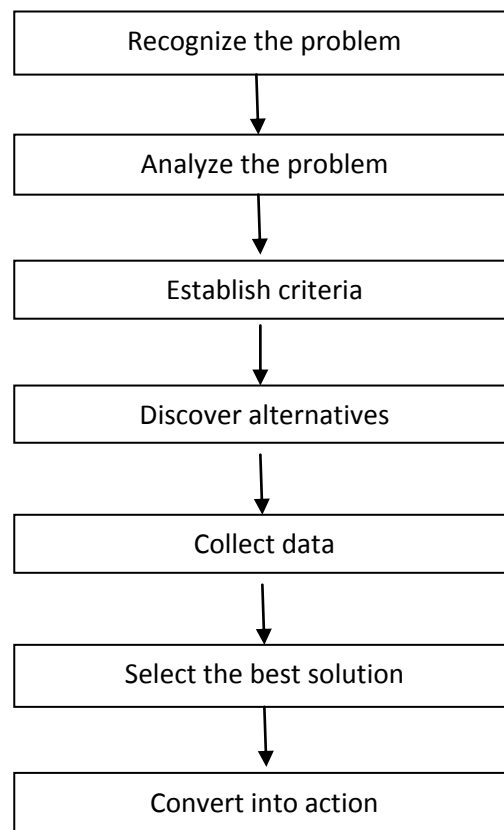 Recognize the problem
Analyze the problem
Establish criteria
Discover alternatives
Collect data
Select the best solution
Convert into action